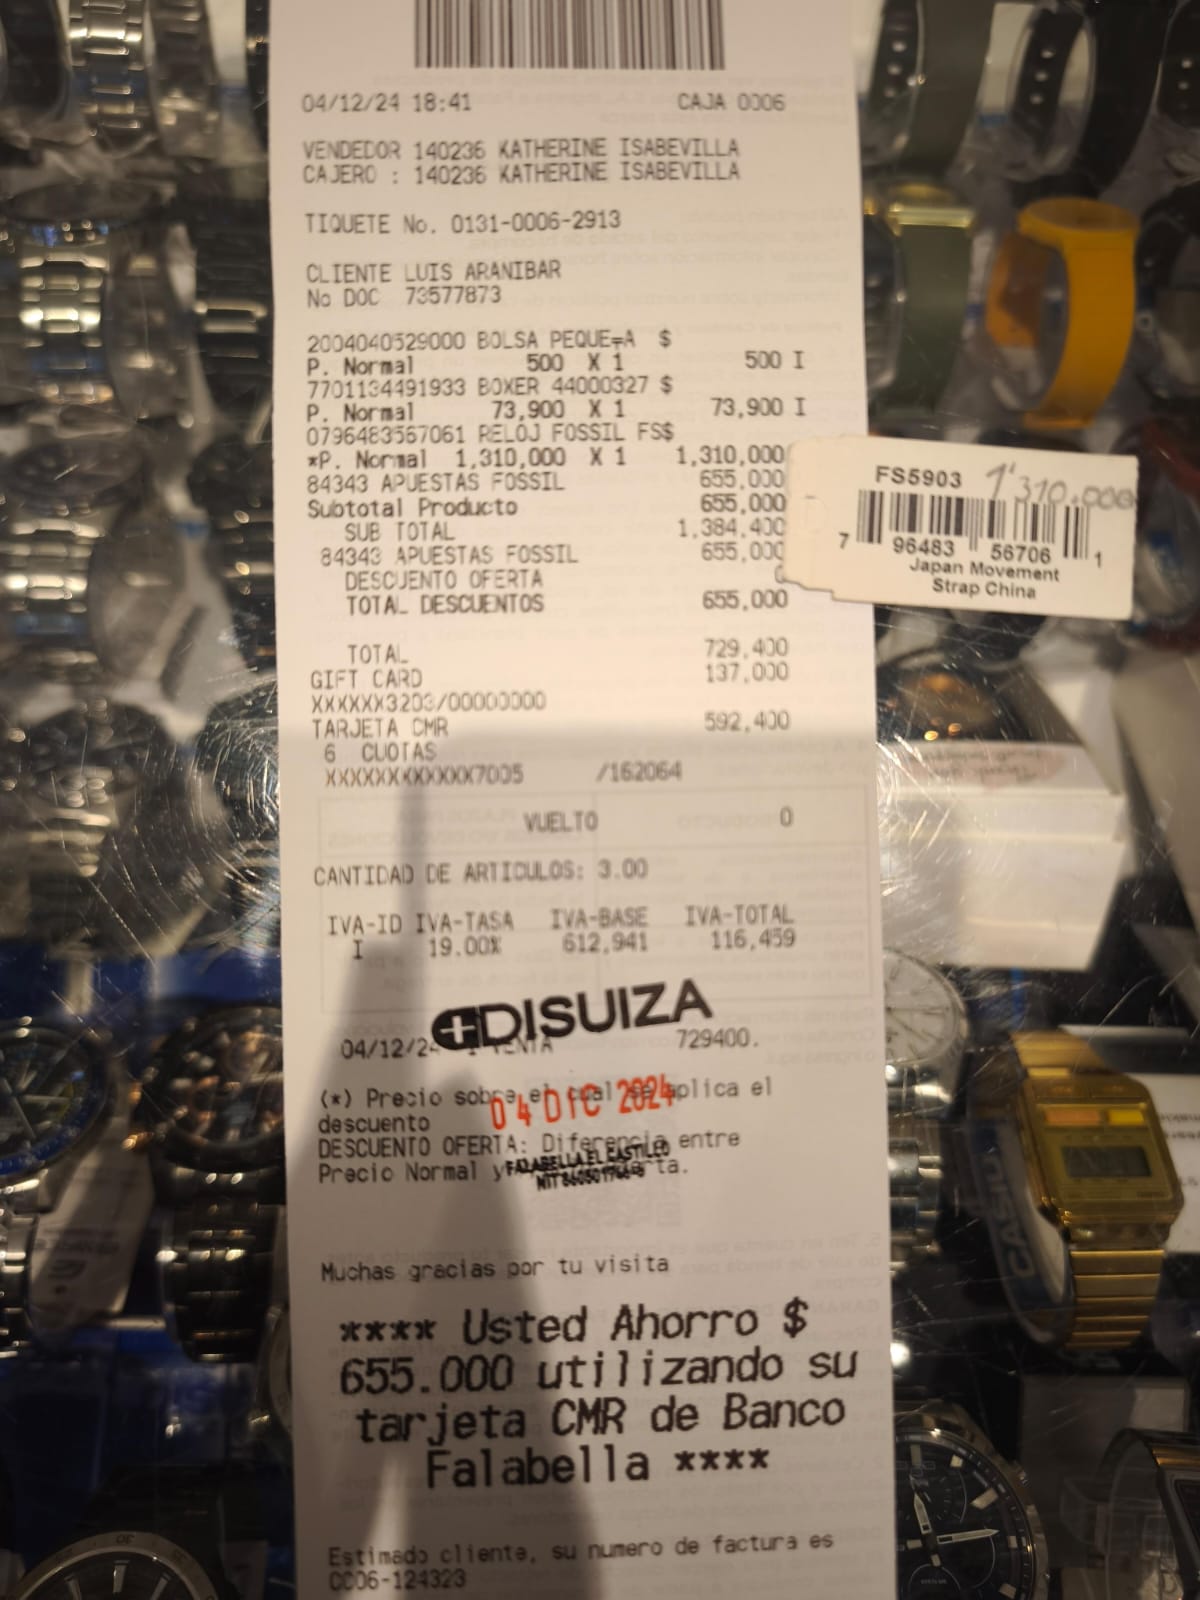 04/12/24 18:41 CAJA 0006
VENDEDOR 140236 KATHERINE ISABEVILLA
CAJERO : 140236 KATHERINE ISABEVILLA
TIQUETE No. 0131-0006-2913
CLIENTE LUIS ARANIBAR
No DOC 73577873
2004040529000 BOLSA PEQUE╤A $
P. Normal 500 X 1 500 I
7701134491933 BOXER 44000327 $
P. Normal 73,900 X 1 73,900 I
0796483567061 RELOJ FOSSIL FS$
*P. Normal 1,310,000 X 1 1,310,000
84343 APUESTAS FOSSIL 655,000
Subtotal Producto 655,000
SUB TOTAL 1,384,400
84343 APUESTAS FOSSIL 655,000
DESCUENTO OFERTA 0
TOTAL DESCUENTOS 655,000
TOTAL 729,400
GIFT CARD 137,000
XXXXXX3203/00000000
TARJETA CMR 592,400
6 CUOTAS
XXXXXXXXXXXX7005 /162064
VUELTO 0
CANTIDAD DE ARTICULOS: 3.00
IVA-ID IVA-TASA IVA-BASE IVA-TOTAL
I 19.00% 612,941 116,459
DISUIZA
04/12/24 1 VENTA 729400.
(*) Precio sobre el cual se aplica el
04 DIC 2024
descuento
DESCUENTO OFERTA: Diferencia entre
FALABELLA EL CASTILLO
Precio Normal y
Muchas gracias por tu visita
**** Usted Ahorro $
655.000 utilizando su
tarjeta CMR de Banco
Falabella ****
Estimado cliente, su numero de factura es
CC06-124323
FS5903 1'310.000
7 96483 56706 1
Japan Movement
Strap China
CASIO